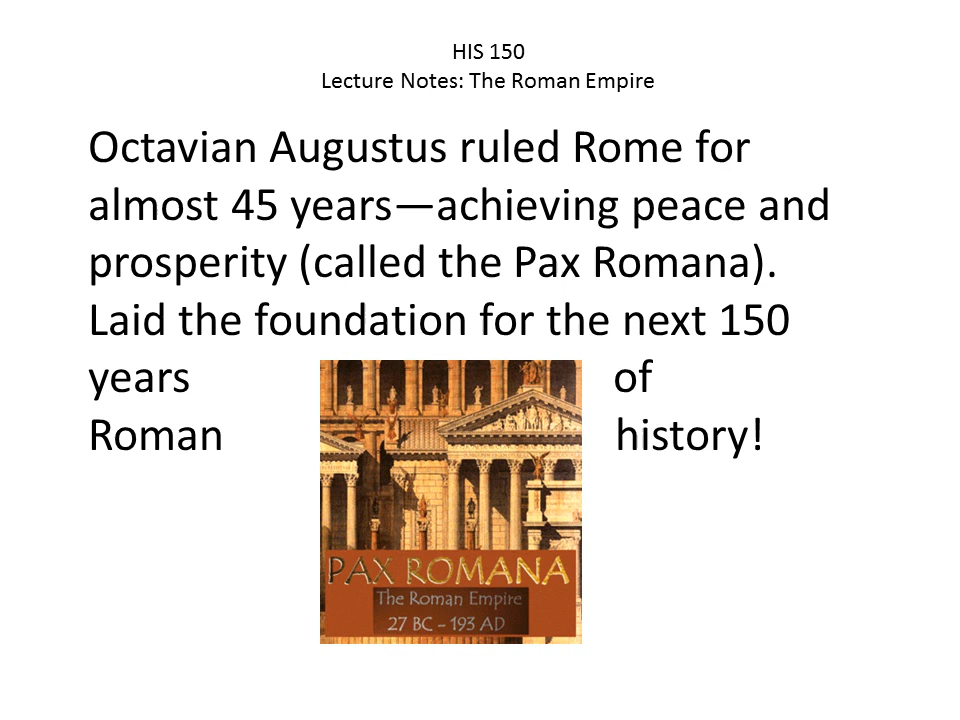 HIS 150
Lecture Notes: The Roman Empire
Octavian Augustus ruled Rome for
almost 45 years—achieving peace and
prosperity (called the Pax Romana).
Laid the foundation for the next 150
years of
Roman history!
PAX ROMANA
The Roman Empire
27 BC - 193 AD